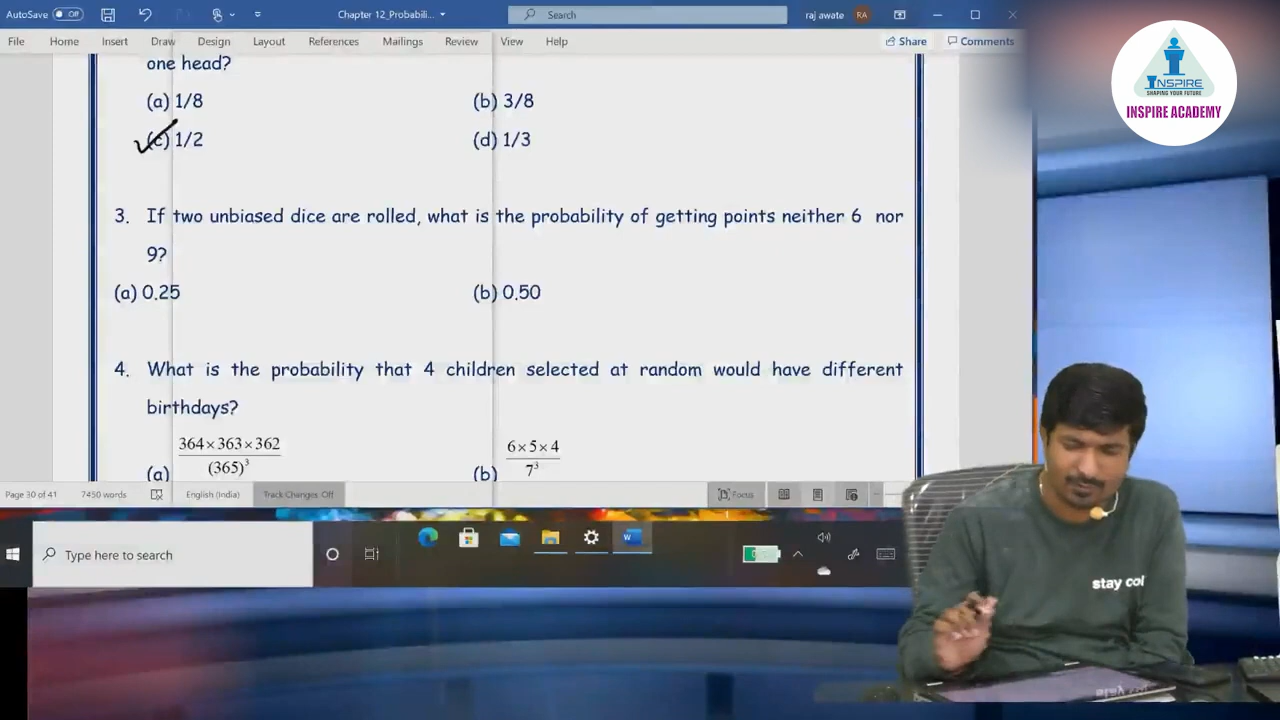 AutoSave Off Chapter 12_Probabili... Search raj awate RA
File Home Insert Draw Design Layout References Mailings Review View Help Share Comments
one head?
(a) 1/8 (b) 3/8
(c) 1/2 (d) 1/3
3. If two unbiased dice are rolled, what is the probability of getting points neither 6 nor
9?
(a) 0.25 (b) 0.50
4. What is the probability that 4 children selected at random would have different
birthdays?
(a) 364×363×362 / (365)³ (b) 6×5×4 / 7³
Page 30 of 41 7450 words English (India) Track Changes: Off Focus
Type here to search
INSPIRE
SHAPING YOUR FUTURE
INSPIRE ACADEMY
stay col